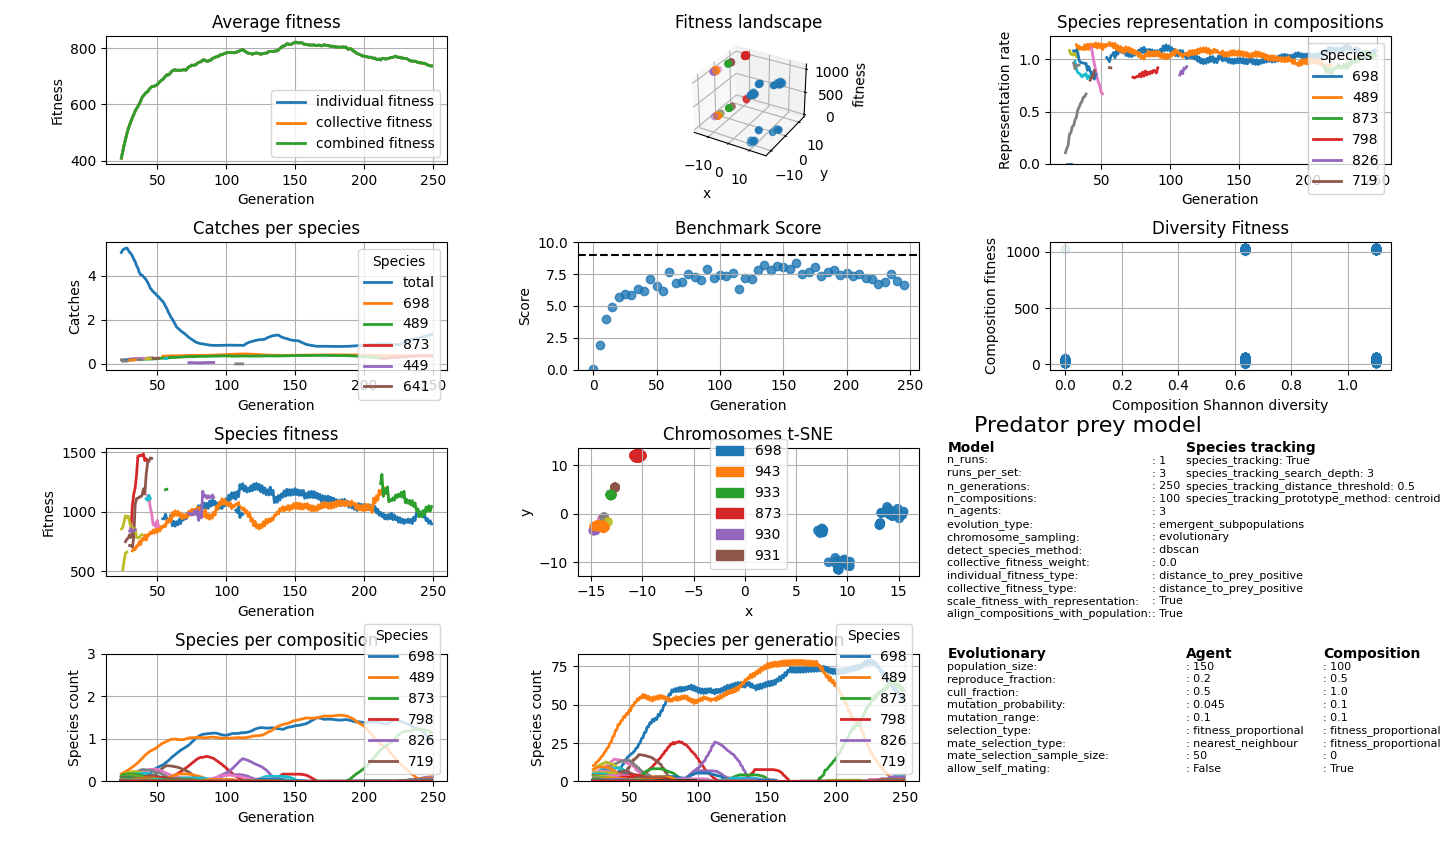 Average fitness
Fitness
800
600
400
individual fitness
collective fitness
combined fitness
50 100 150 200 250
Generation
Fitness landscape
1000
500
0
fitness
−10 0 10
x
−10 0 10
y
Species representation in compositions
Representation rate
1.0
0.5
0.0
Species
698
489
873
798
826
719
50 100 150 200
Generation
Catches per species
Catches
4
2
0
Species
total
698
489
873
449
641
50 100 150 200 250
Generation
Benchmark Score
Score
10.0
7.5
5.0
2.5
0.0
0 50 100 150 200 250
Generation
Diversity Fitness
Composition fitness
1000
500
0
0.0 0.2 0.4 0.6 0.8 1.0
Composition Shannon diversity
Species fitness
Fitness
1500
1000
500
50 100 150 200 250
Generation
Chromosomes t-SNE
y
10
0
−10
698
943
933
873
930
931
−15 −10 −5 0 5 10 15
x
Predator prey model
Model
n_runs: : 1
runs_per_set: : 3
n_generations: : 250
n_compositions: : 100
n_agents: : 3
evolution_type: : emergent_subpopulations
chromosome_sampling: : evolutionary
detect_species_method: : dbscan
collective_fitness_weight: : 0.0
individual_fitness_type: : distance_to_prey_positive
collective_fitness_type: : distance_to_prey_positive
scale_fitness_with_representation: : True
align_compositions_with_population: : True
Species tracking
species_tracking: True
species_tracking_search_depth: 3
species_tracking_distance_threshold: 0.5
species_tracking_prototype_method: centroid
Species per composition
Species count
3
2
1
0
Species
698
489
873
798
826
719
50 100 150 200 250
Generation
Species per generation
Species count
75
50
25
0
Species
698
489
873
798
826
719
50 100 150 200 250
Generation
Evolutionary Agent Composition
population_size: : 150 : 100
reproduce_fraction: : 0.2 : 0.5
cull_fraction: : 0.5 : 1.0
mutation_probability: : 0.045 : 0.1
mutation_range: : 0.1 : 0.1
selection_type: : fitness_proportional : fitness_proportional
mate_selection_type: : nearest_neighbour : fitness_proportional
mate_selection_sample_size: : 50 : 0
allow_self_mating: : False : True